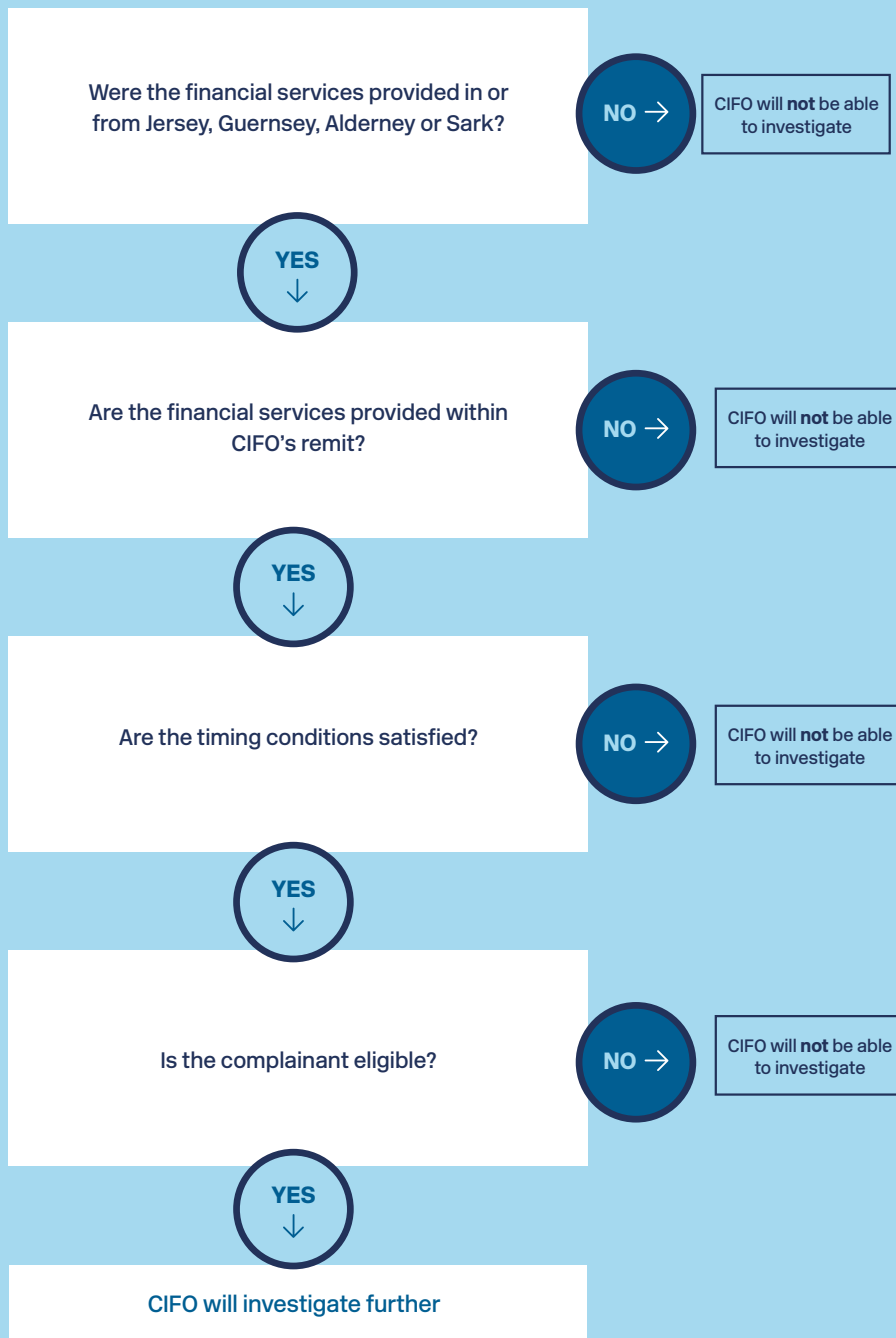 Were the financial services provided in or
from Jersey, Guernsey, Alderney or Sark?
NO
CIFO will not be able
to investigate
YES
Are the financial services provided within
CIFO's remit?
NO
CIFO will not be able
to investigate
YES
Are the timing conditions satisfied?
NO
CIFO will not be able
to investigate
YES
Is the complainant eligible?
NO
CIFO will not be able
to investigate
YES
CIFO will investigate further